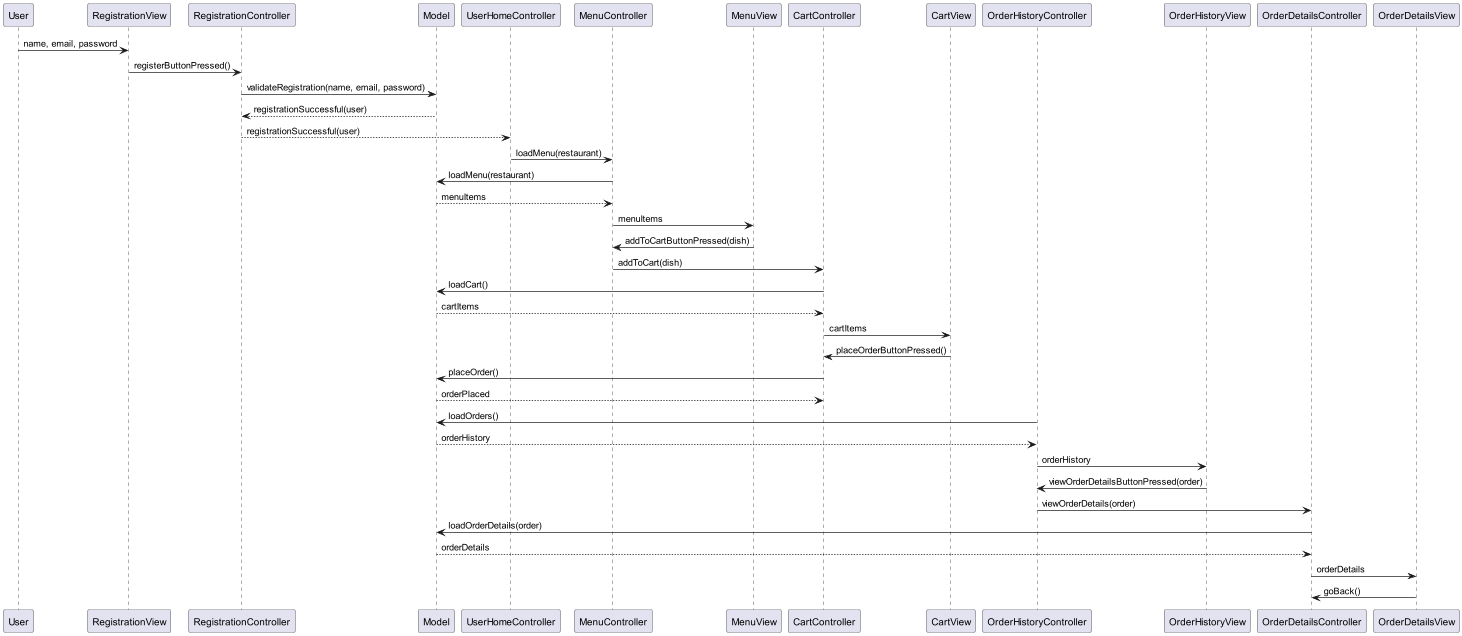 User RegistrationView RegistrationController Model UserHomeController MenuController MenuView CartController CartView OrderHistoryController OrderHistoryView OrderDetailsController OrderDetailsView
name, email, password
registerButtonPressed()
validateRegistration(name, email, password)
registrationSuccessful(user)
registrationSuccessful(user)
loadMenu(restaurant)
loadMenu(restaurant)
menuItems
menuItems
addToCartButtonPressed(dish)
addToCart(dish)
loadCart()
cartItems
cartItems
placeOrderButtonPressed()
placeOrder()
orderPlaced
loadOrders()
orderHistory
orderHistory
viewOrderDetailsButtonPressed(order)
viewOrderDetails(order)
loadOrderDetails(order)
orderDetails
orderDetails
goBack()
User RegistrationView RegistrationController Model UserHomeController MenuController MenuView CartController CartView OrderHistoryController OrderHistoryView OrderDetailsController OrderDetailsView